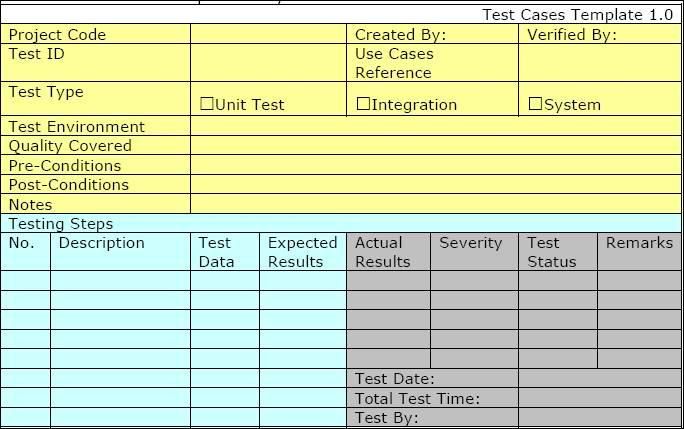 Test Cases Template 1.0
Project Code Created By: Verified By:
Test ID Use Cases
Reference
Test Type
☐Unit Test ☐Integration ☐System
Test Environment
Quality Covered
Pre-Conditions
Post-Conditions
Notes
Testing Steps
No. Description Test Expected Actual Severity Test Remarks
Data Results Results Status
Test Date:
Total Test Time:
Test By: